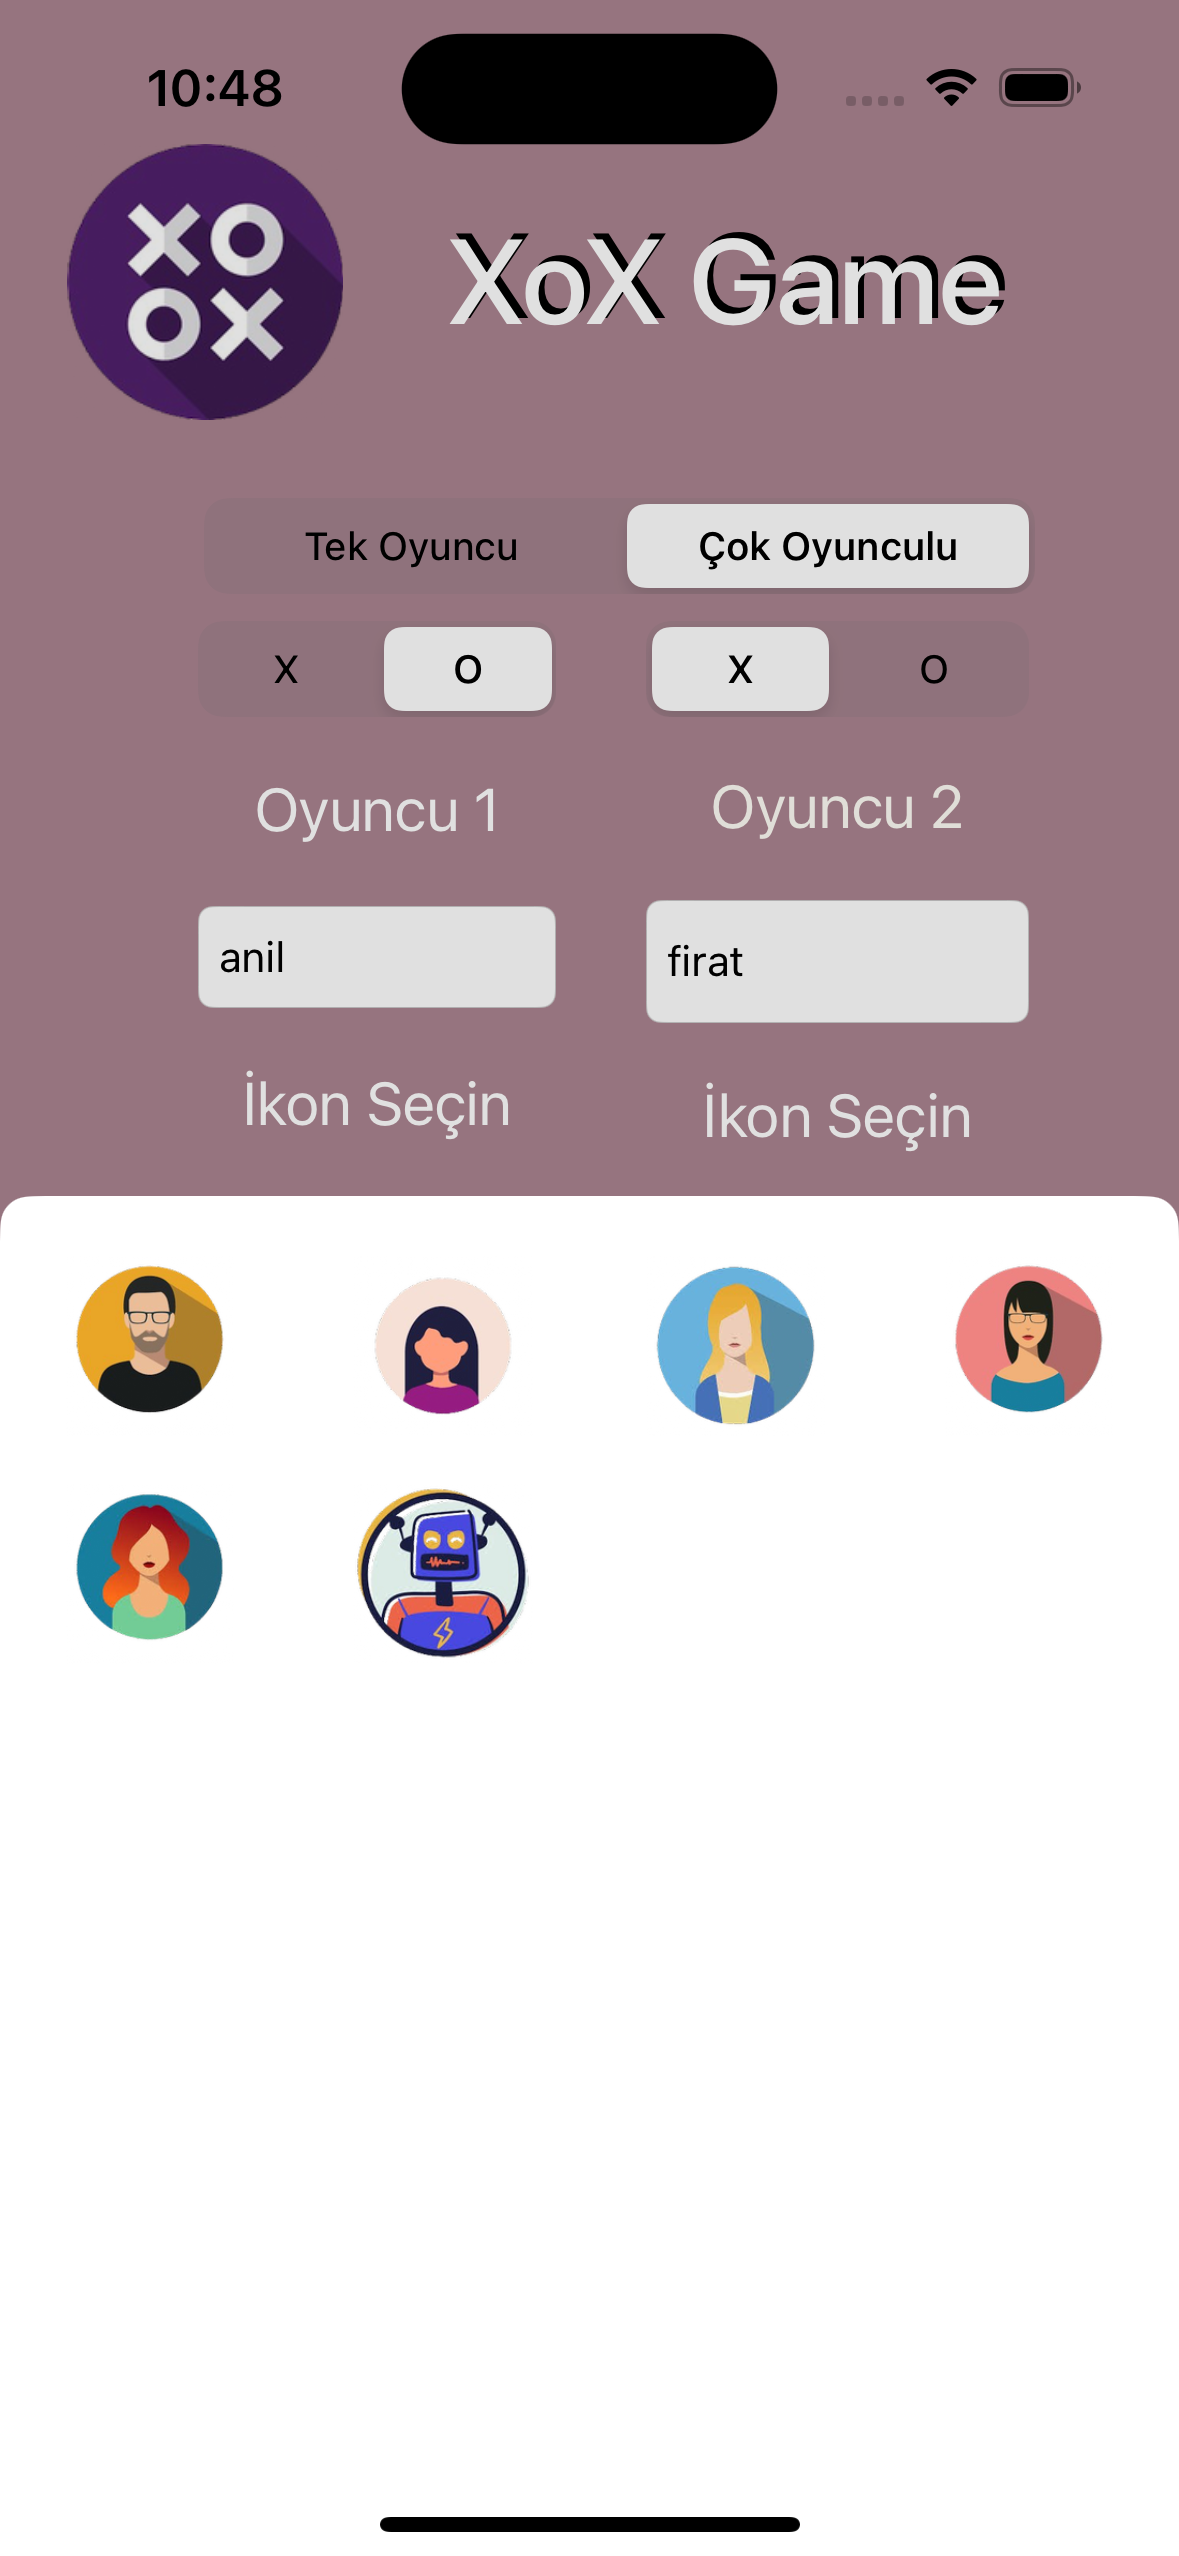 10:48
XO
OX
XoX Game
Tek Oyuncu Çok Oyunculu
X O X O
Oyuncu 1 Oyuncu 2
anil firat
İkon Seçin İkon Seçin